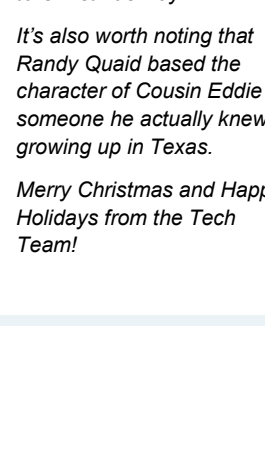 It's also worth noting that
Randy Quaid based the
character of Cousin Eddie
someone he actually knew
growing up in Texas.
Merry Christmas and Happ
Holidays from the Tech
Team!